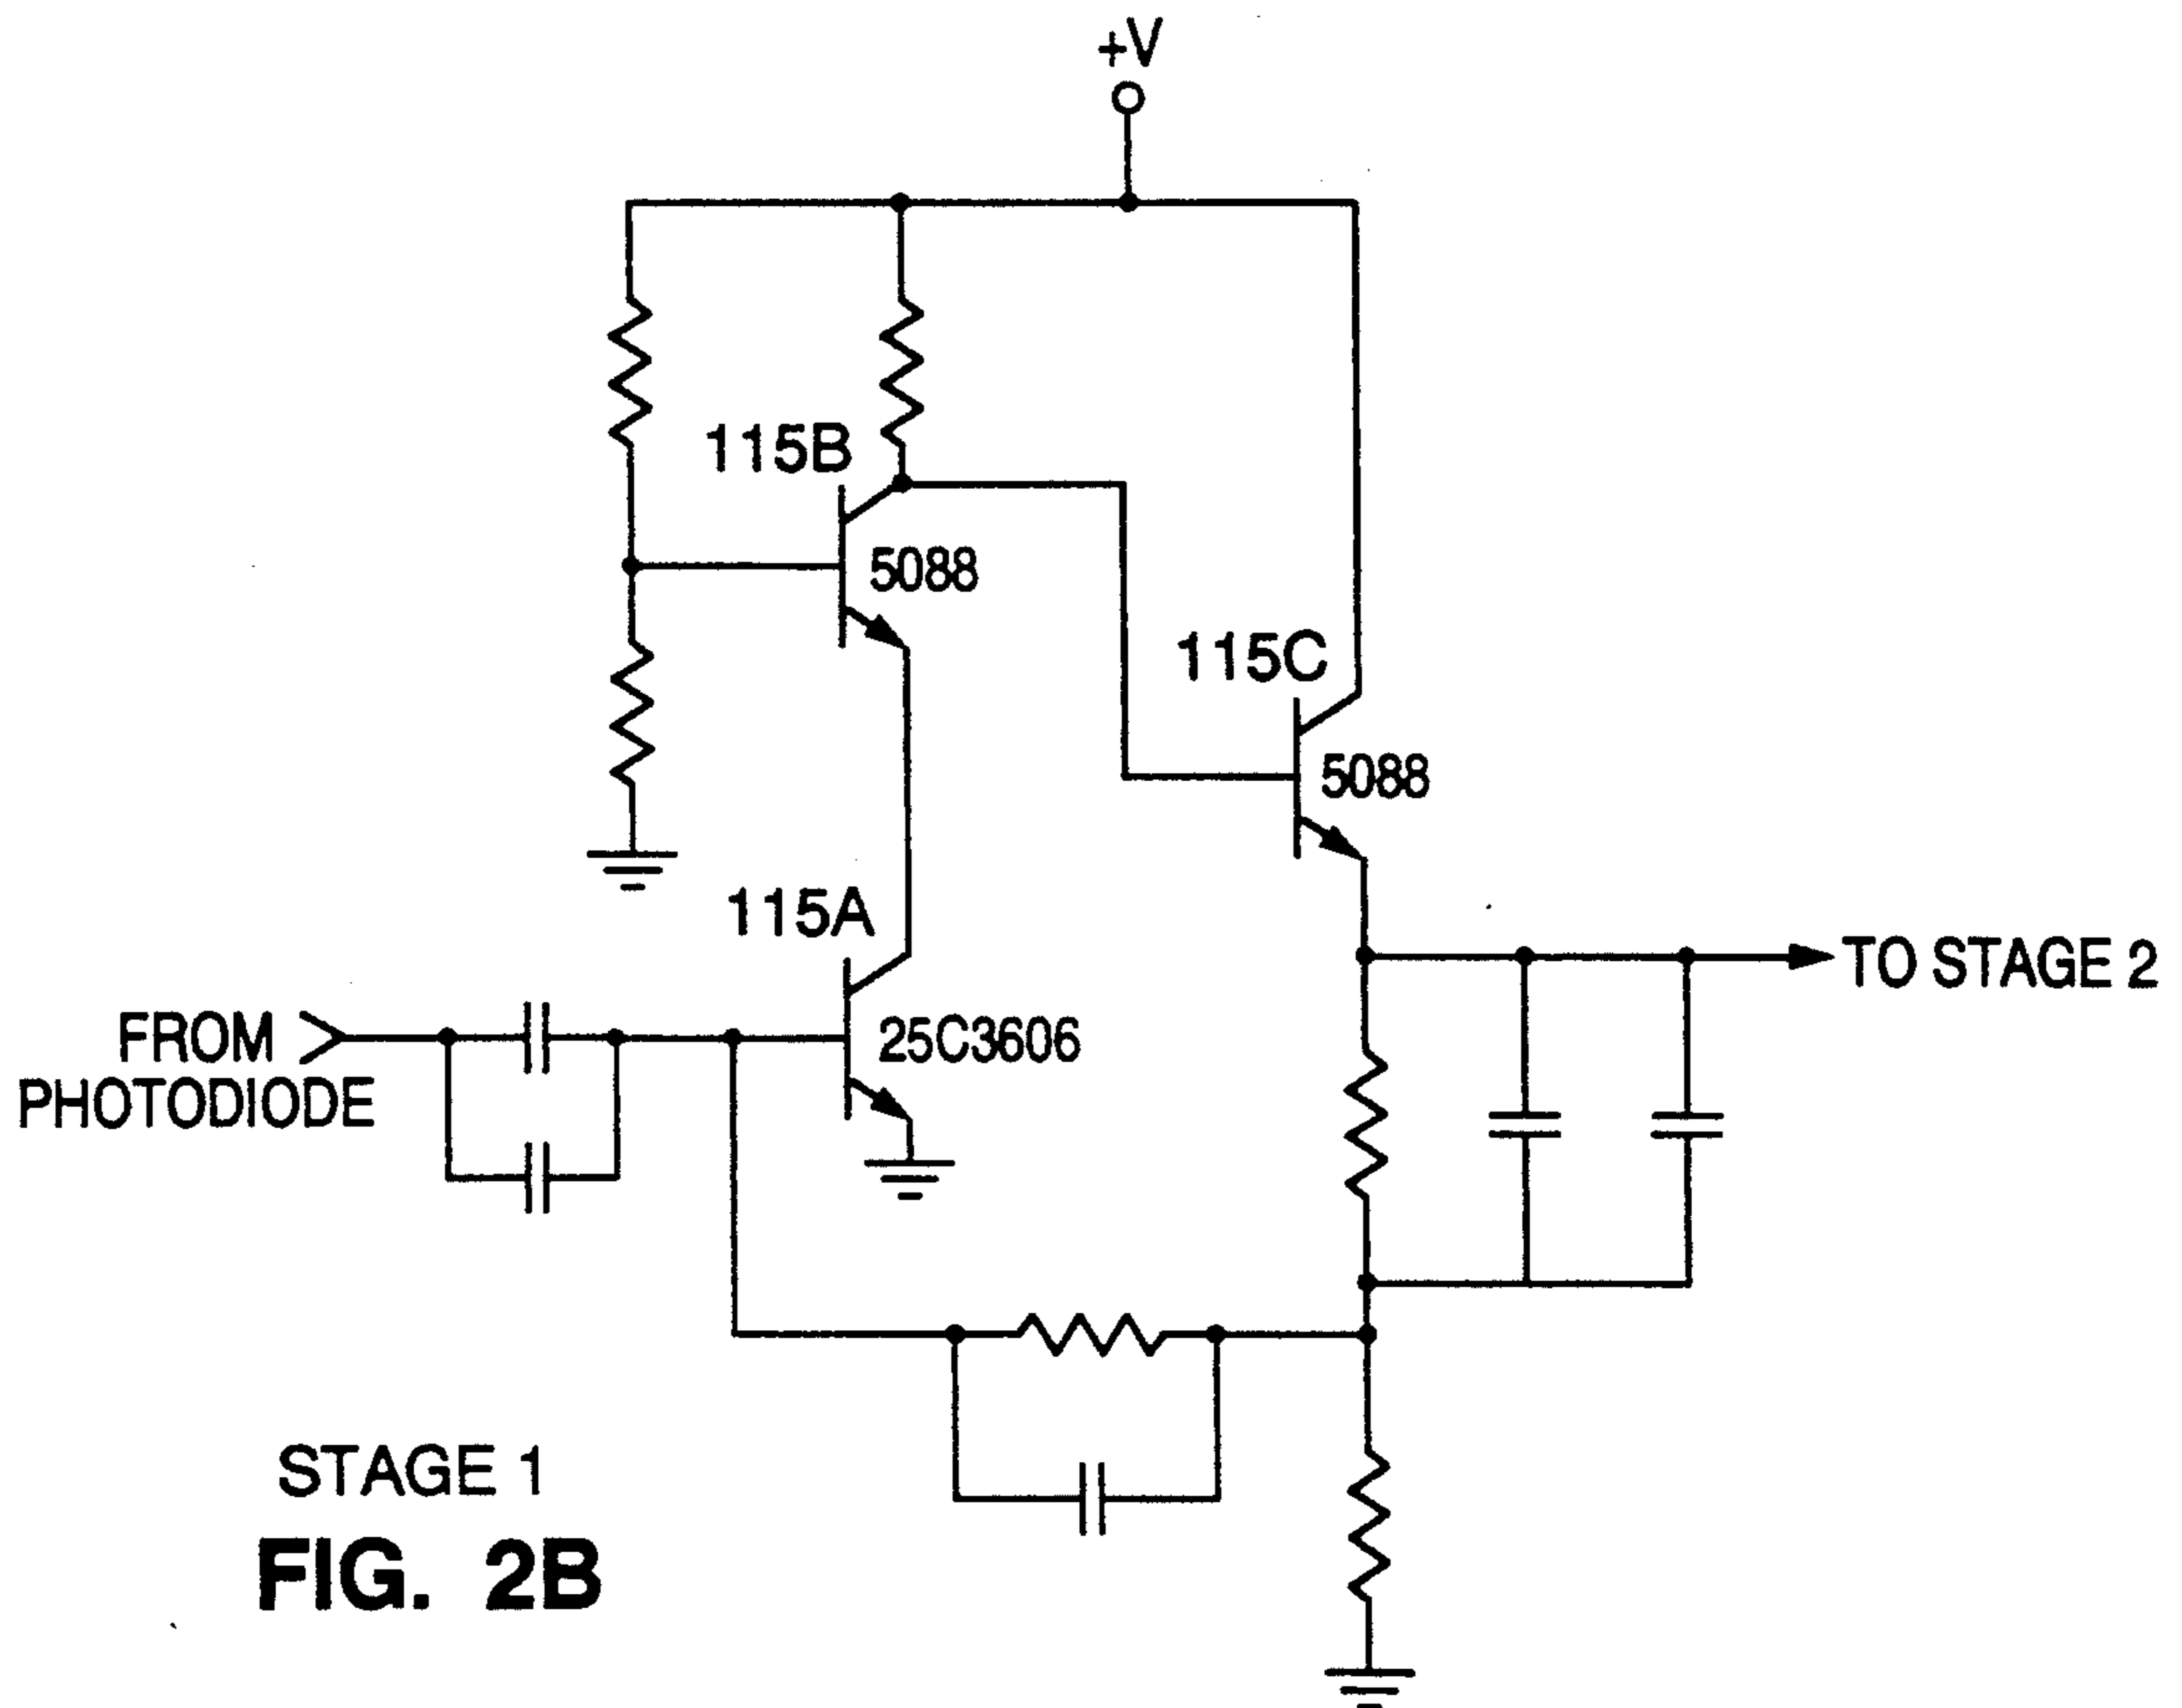 +V
115B
5088
115C
5088
115A
TO STAGE 2
FROM
PHOTODIODE
25C3606
STAGE 1
FIG. 2B